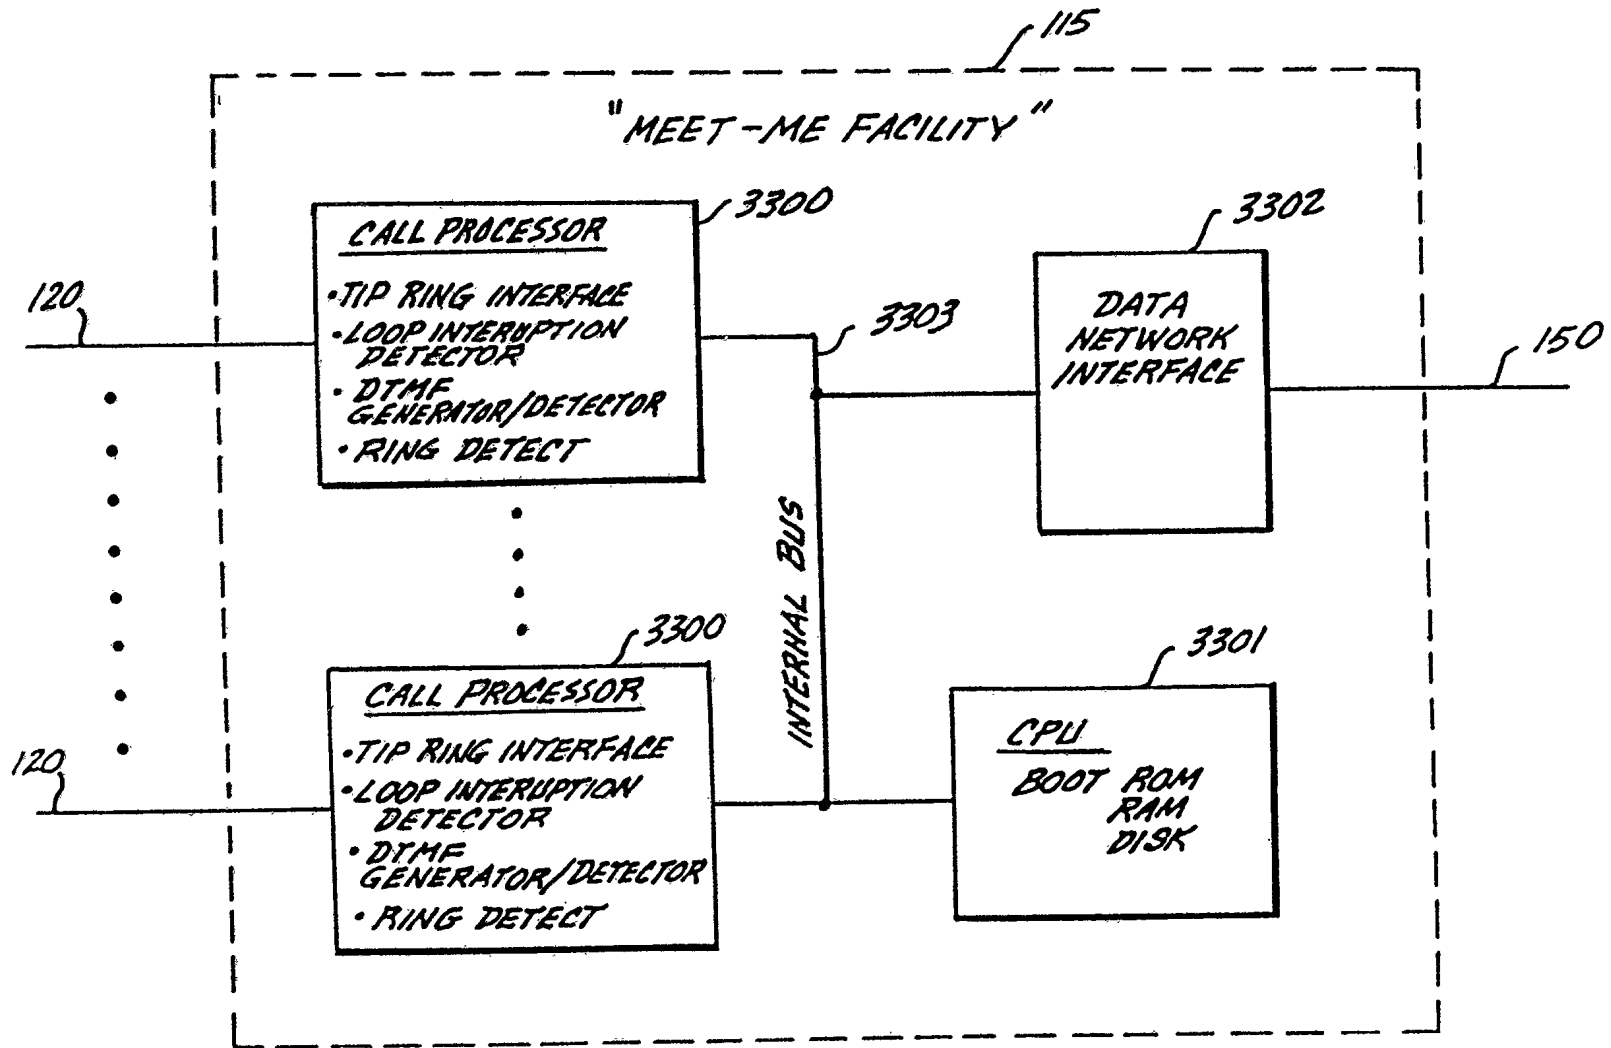 115
"MEET-ME FACILITY"
3300
CALL PROCESSOR
•TIP RING INTERFACE
•LOOP INTERUPTION
DETECTOR
• DTMF
GENERATOR/DETECTOR
• RING DETECT
120
3303
3302
DATA
NETWORK
INTERFACE
150
INTERNAL BUS
3300
CALL PROCESSOR
•TIP RING INTERFACE
•LOOP INTERUPTION
DETECTOR
• DTMF
GENERATOR/DETECTOR
• RING DETECT
120
3301
CPU
BOOT ROM
RAM
DISK